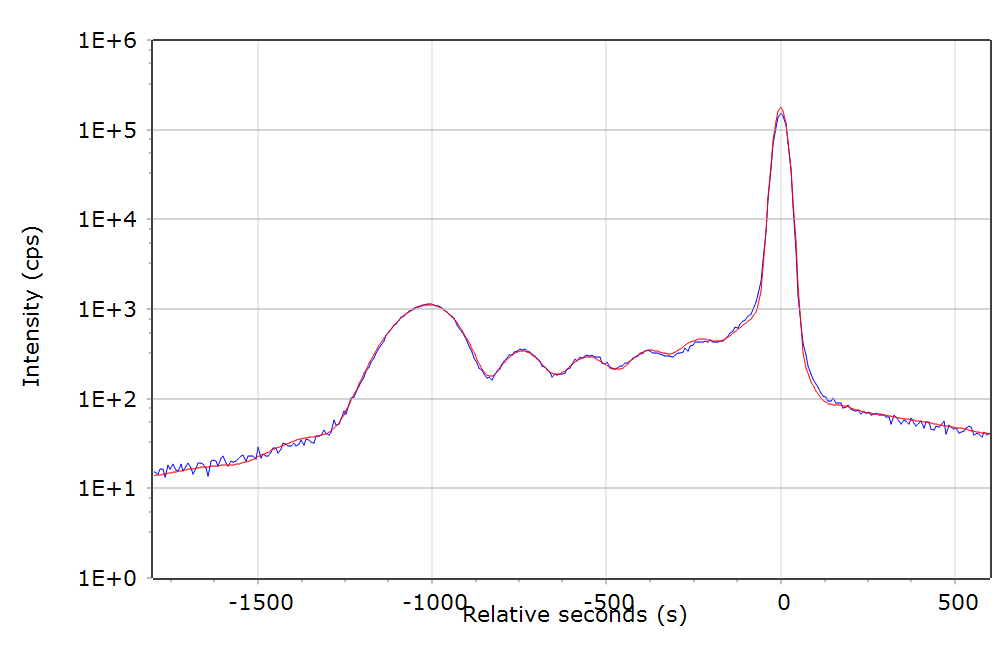 1E+6
1E+5
1E+4
1E+3
1E+2
1E+1
1E+0
Intensity (cps)
-1500 -1000 -500 0 500
Relative seconds (s)